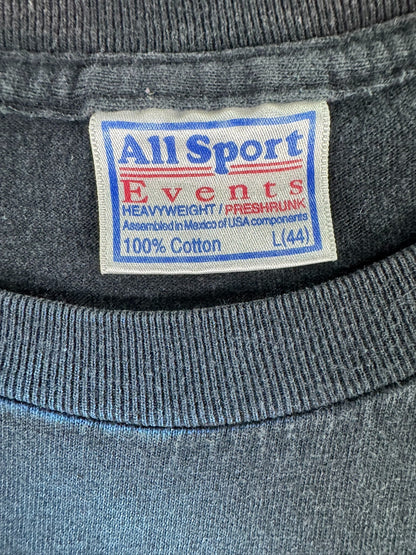 All Sport
Events
HEAVYWEIGHT / PRESHRUNK
Assembled in Mexico of USA components
100% Cotton L(44)